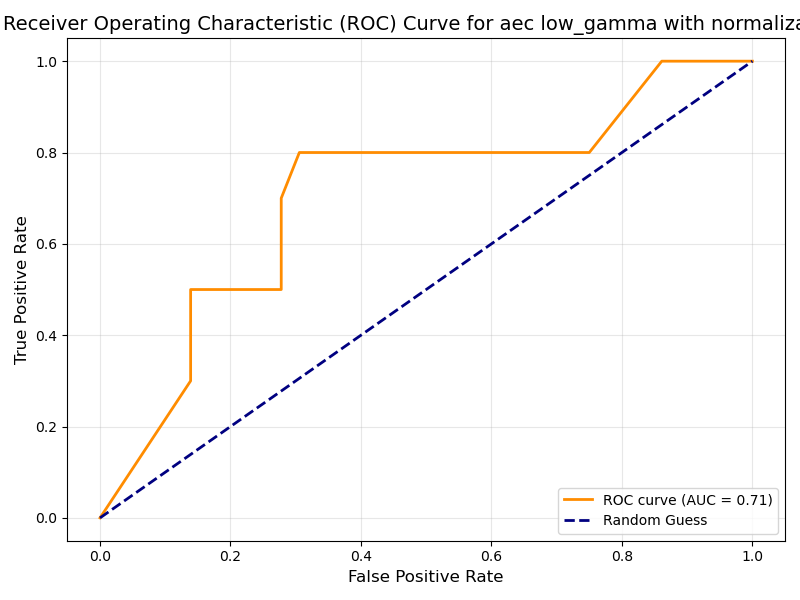 Receiver Operating Characteristic (ROC) Curve for aec low_gamma with normaliza
1.0
0.8
0.6
0.4
0.2
0.0
True Positive Rate
0.0 0.2 0.4 0.6 0.8 1.0
False Positive Rate
ROC curve (AUC = 0.71)
Random Guess